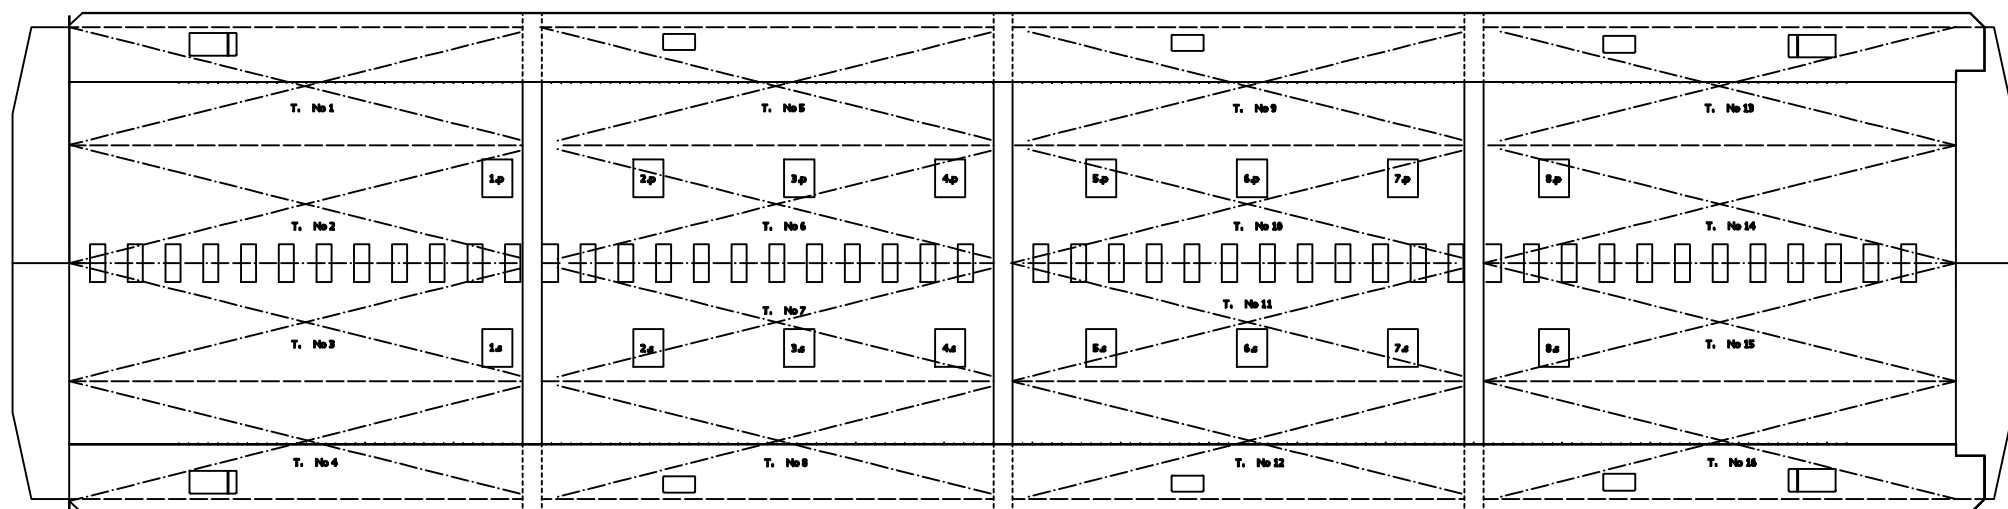 T. No 1
T. No 5
T. No 9
T. No 13
1.p
2.p
3.p
4.p
5.p
6.p
7.p
8.p
T. No 2
T. No 6
T. No 10
T. No 14
T. No 7
T. No 11
T. No 3
T. No 15
1.s
2.s
3.s
4.s
5.s
6.s
7.s
8.s
T. No 4
T. No 8
T. No 12
T. No 16